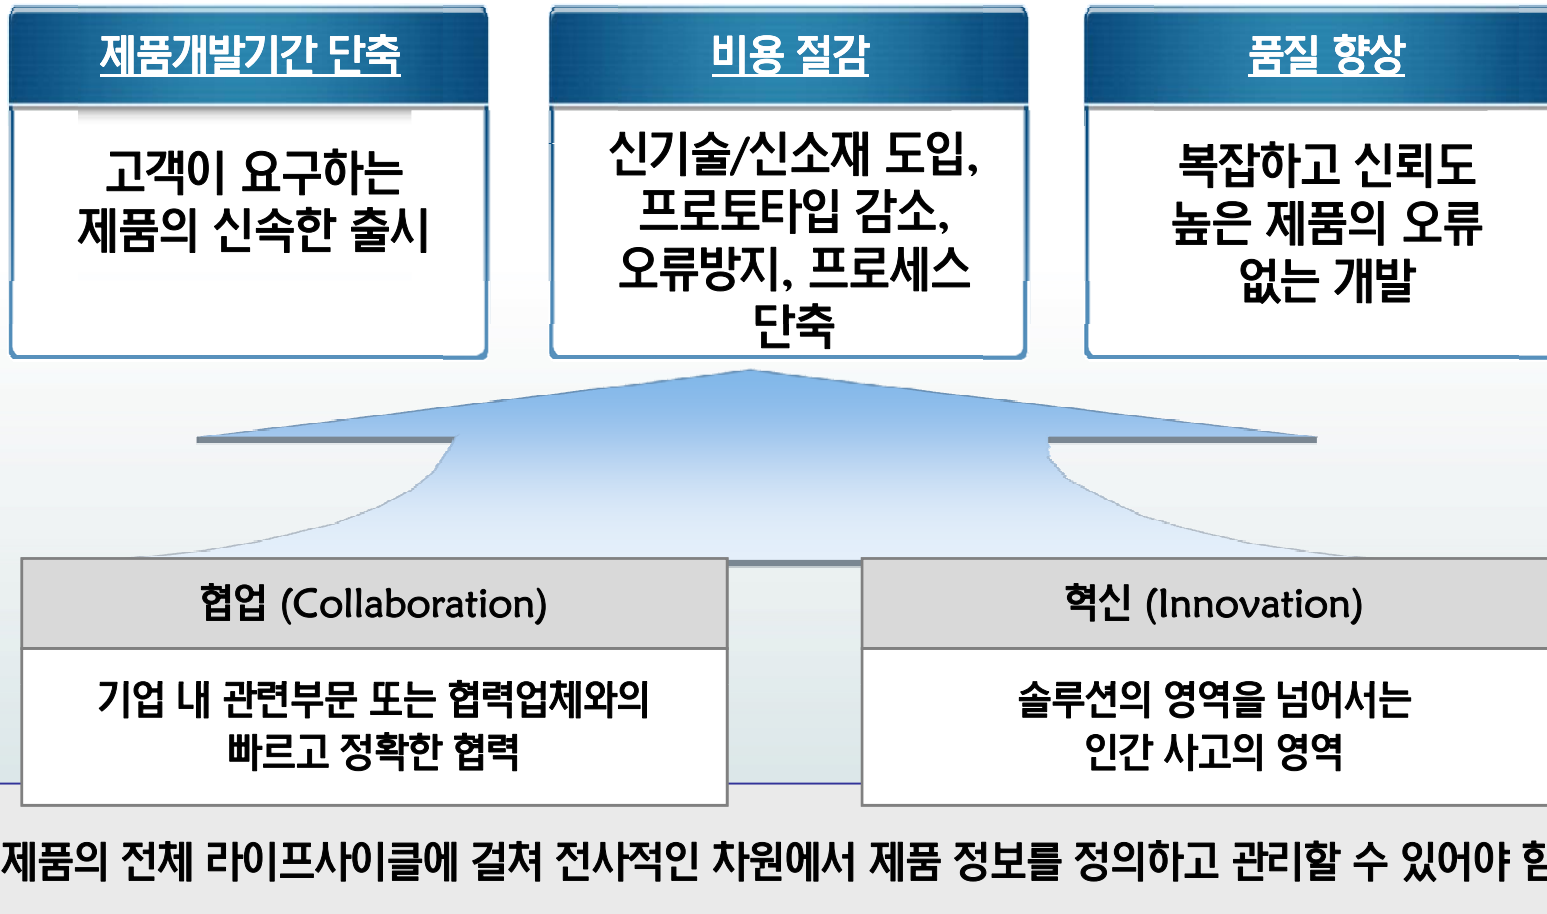 제품개발기간 단축
고객이 요구하는
제품의 신속한 출시
비용 절감
신기술/신소재 도입,
프로토타입 감소,
오류방지, 프로세스
단축
품질 향상
복잡하고 신뢰도
높은 제품의 오류
없는 개발
협업 (Collaboration)
기업 내 관련부문 또는 협력업체와의
빠르고 정확한 협력
혁신 (Innovation)
솔루션의 영역을 넘어서는
인간 사고의 영역
제품의 전체 라이프사이클에 걸쳐 전사적인 차원에서 제품 정보를 정의하고 관리할 수 있어야 함